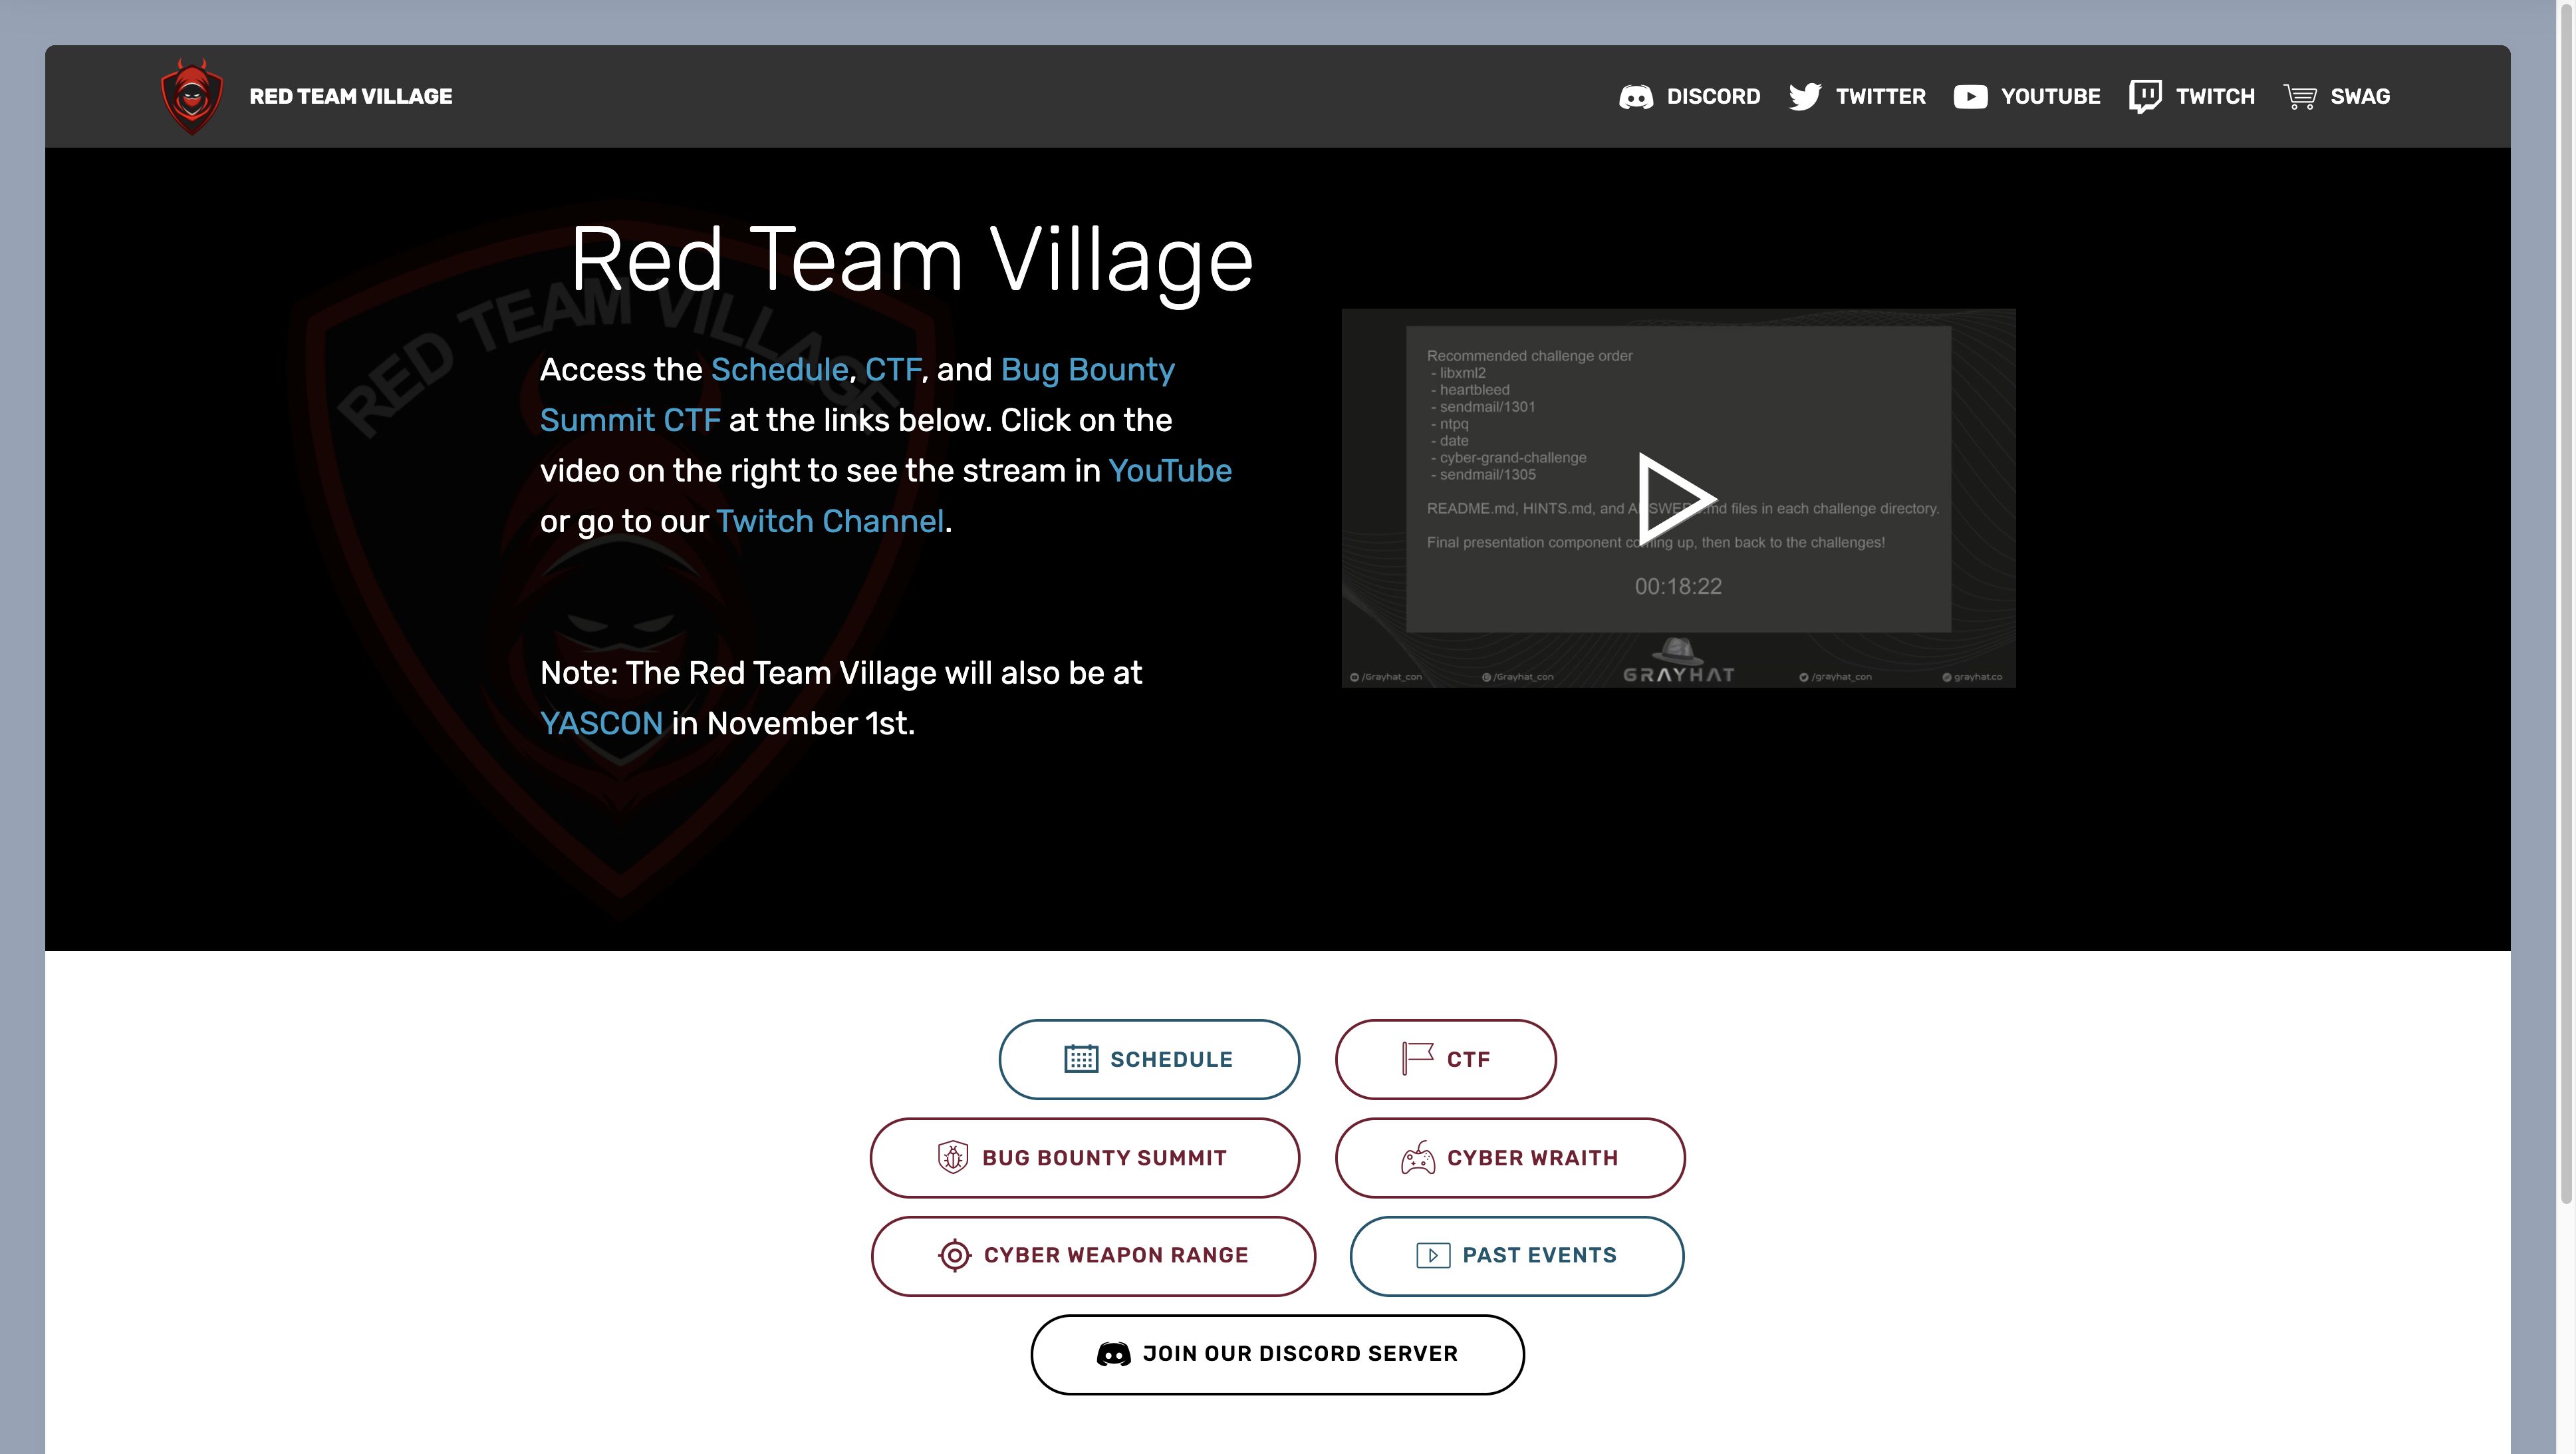 RED TEAM VILLAGE
DISCORD
TWITTER
YOUTUBE
TWITCH
SWAG
RED TEAM VILLAGE
Red Team Village
Access the Schedule, CTF, and Bug Bounty
Summit CTF at the links below. Click on the
video on the right to see the stream in YouTube
or go to our Twitch Channel.
Note: The Red Team Village will also be at
YASCON in November 1st.
Recommended challenge order
- libxml2
- heartbleed
- sendmail/1301
- ntpq
- date
- cyber-grand-challenge
- sendmail/1305
README.md, HINTS.md, and ANSWERS.md files in each challenge directory.
Final presentation component coming up, then back to the challenges!
00:18:22
/Grayhat_con
/Grayhat_con
GRAYHAT
/grayhat_con
grayhat.co
SCHEDULE
CTF
BUG BOUNTY SUMMIT
CYBER WRAITH
CYBER WEAPON RANGE
PAST EVENTS
JOIN OUR DISCORD SERVER